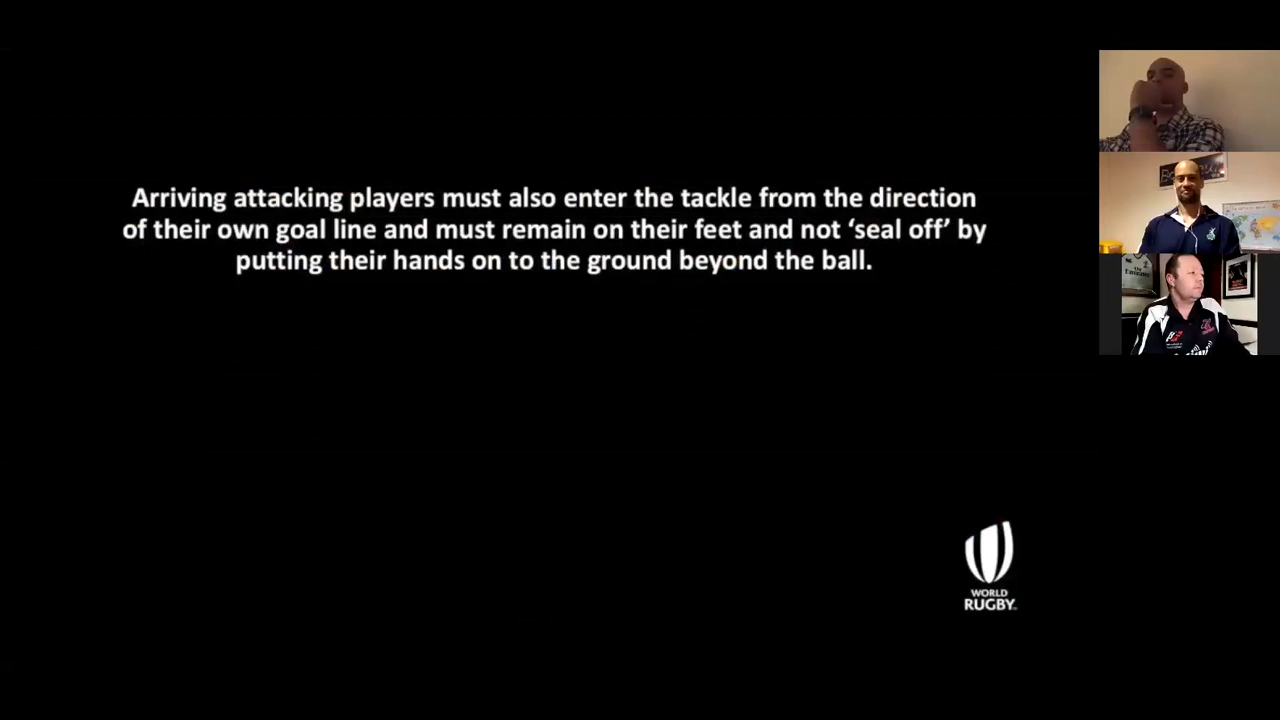 Arriving attacking players must also enter the tackle from the direction
of their own goal line and must remain on their feet and not ‘seal off’ by
putting their hands on to the ground beyond the ball.
WORLD
RUGBY